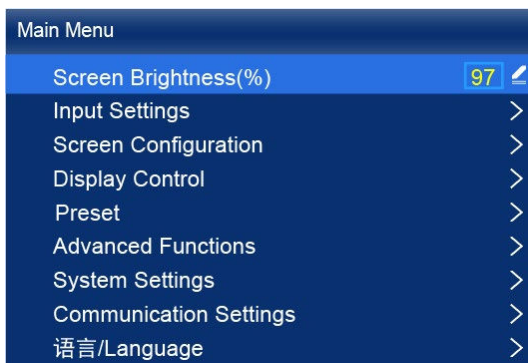 Main Menu
Screen Brightness(%) 97
Input Settings
Screen Configuration
Display Control
Preset
Advanced Functions
System Settings
Communication Settings
语言/Language